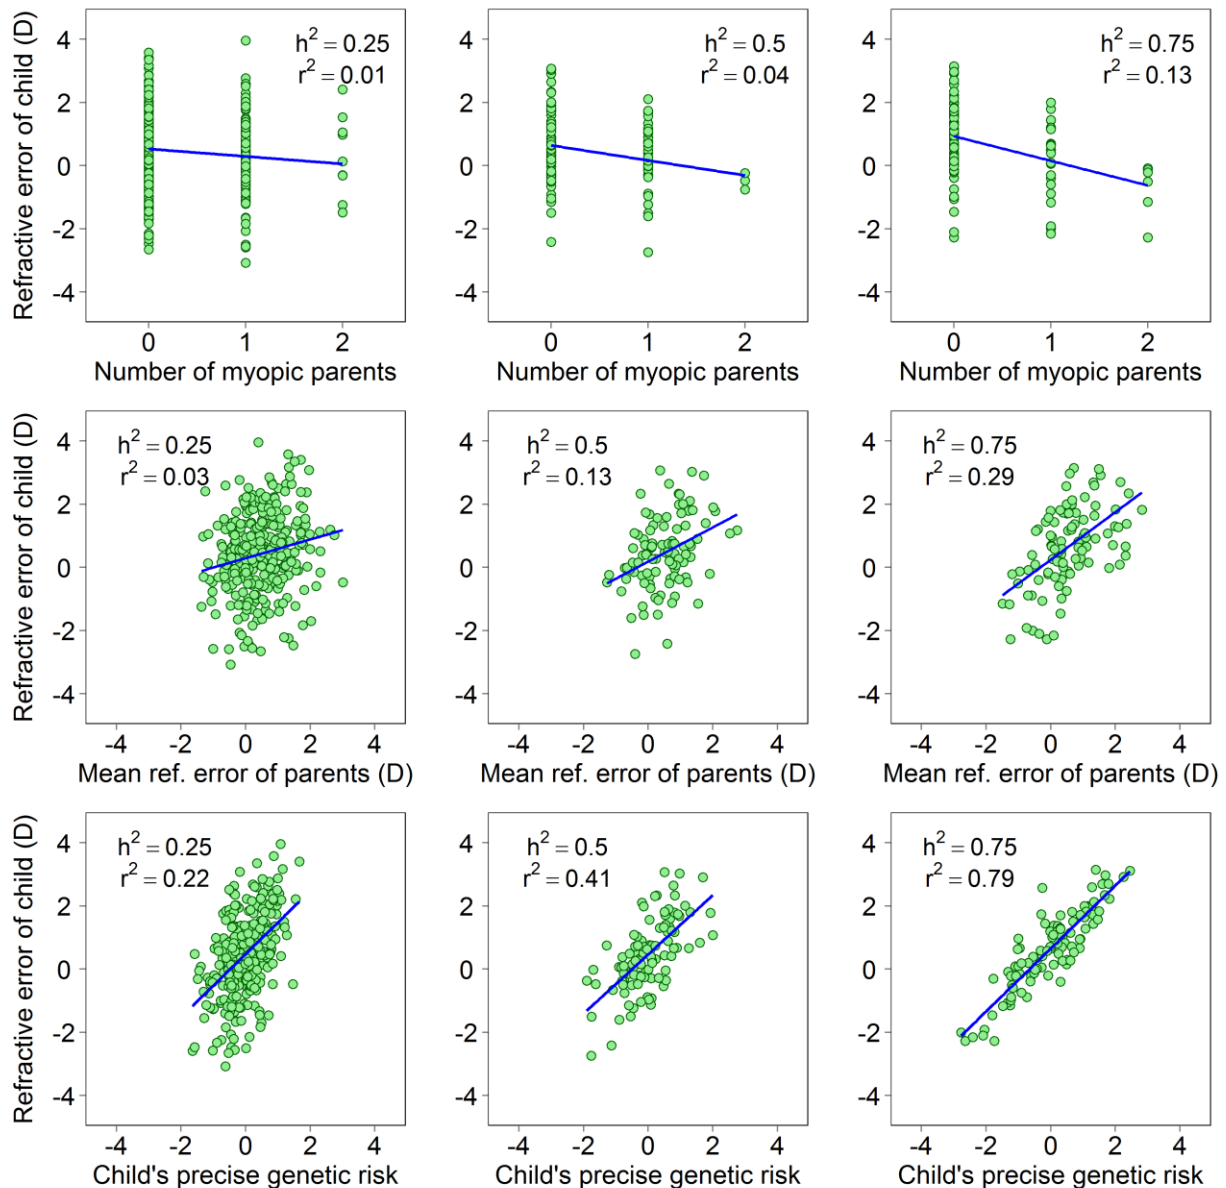 Refractive error of child (D)
4
2
0
-2
-4
h² = 0.25
r² = 0.01
0 1 2
Number of myopic parents
4
2
0
-2
-4
h² = 0.5
r² = 0.04
0 1 2
Number of myopic parents
4
2
0
-2
-4
h² = 0.75
r² = 0.13
0 1 2
Number of myopic parents
Refractive error of child (D)
4
2
0
-2
-4
h² = 0.25
r² = 0.03
-4 -2 0 2 4
Mean ref. error of parents (D)
4
2
0
-2
-4
h² = 0.5
r² = 0.13
-4 -2 0 2 4
Mean ref. error of parents (D)
4
2
0
-2
-4
h² = 0.75
r² = 0.29
-4 -2 0 2 4
Mean ref. error of parents (D)
Refractive error of child (D)
4
2
0
-2
-4
h² = 0.25
r² = 0.22
-4 -2 0 2 4
Child's precise genetic risk
4
2
0
-2
-4
h² = 0.5
r² = 0.41
-4 -2 0 2 4
Child's precise genetic risk
4
2
0
-2
-4
h² = 0.75
r² = 0.79
-4 -2 0 2 4
Child's precise genetic risk